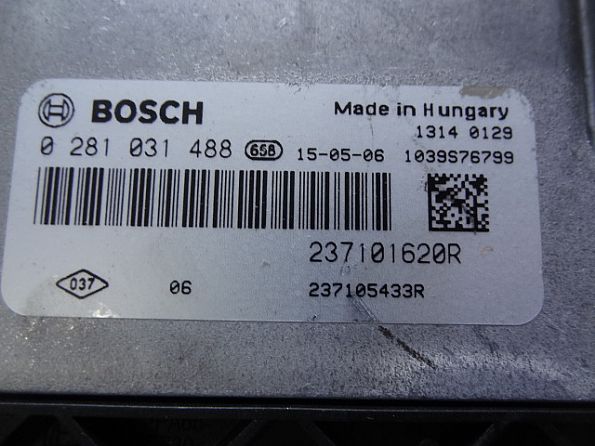 BOSCH
Made in Hungary
1314 0129
0 281 031 488 658 15-05-06 1039S76799
237101620R
037 06 237105433R